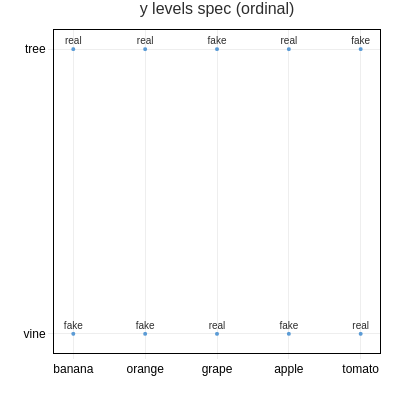 y levels spec (ordinal)
real real fake real fake
tree
fake fake real fake real
vine
banana orange grape apple tomato